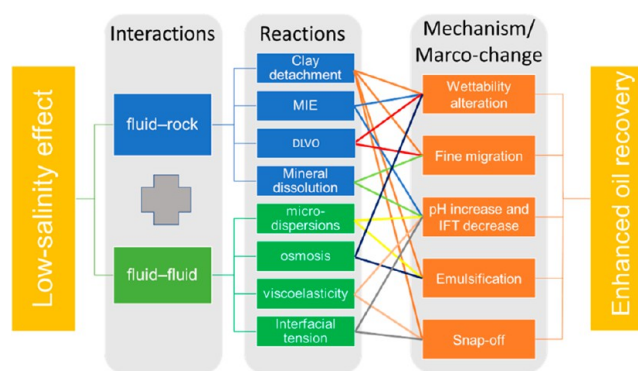 Low-salinity effect
Interactions
fluid–rock
fluid–fluid
Reactions
Clay
detachment
MIE
DLVO
Mineral
dissolution
micro-
dispersions
osmosis
viscoelasticity
Interfacial
tension
Mechanism/
Marco-change
Wettability
alteration
Fine migration
pH increase and
IFT decrease
Emulsification
Snap-off
Enhanced oil recovery